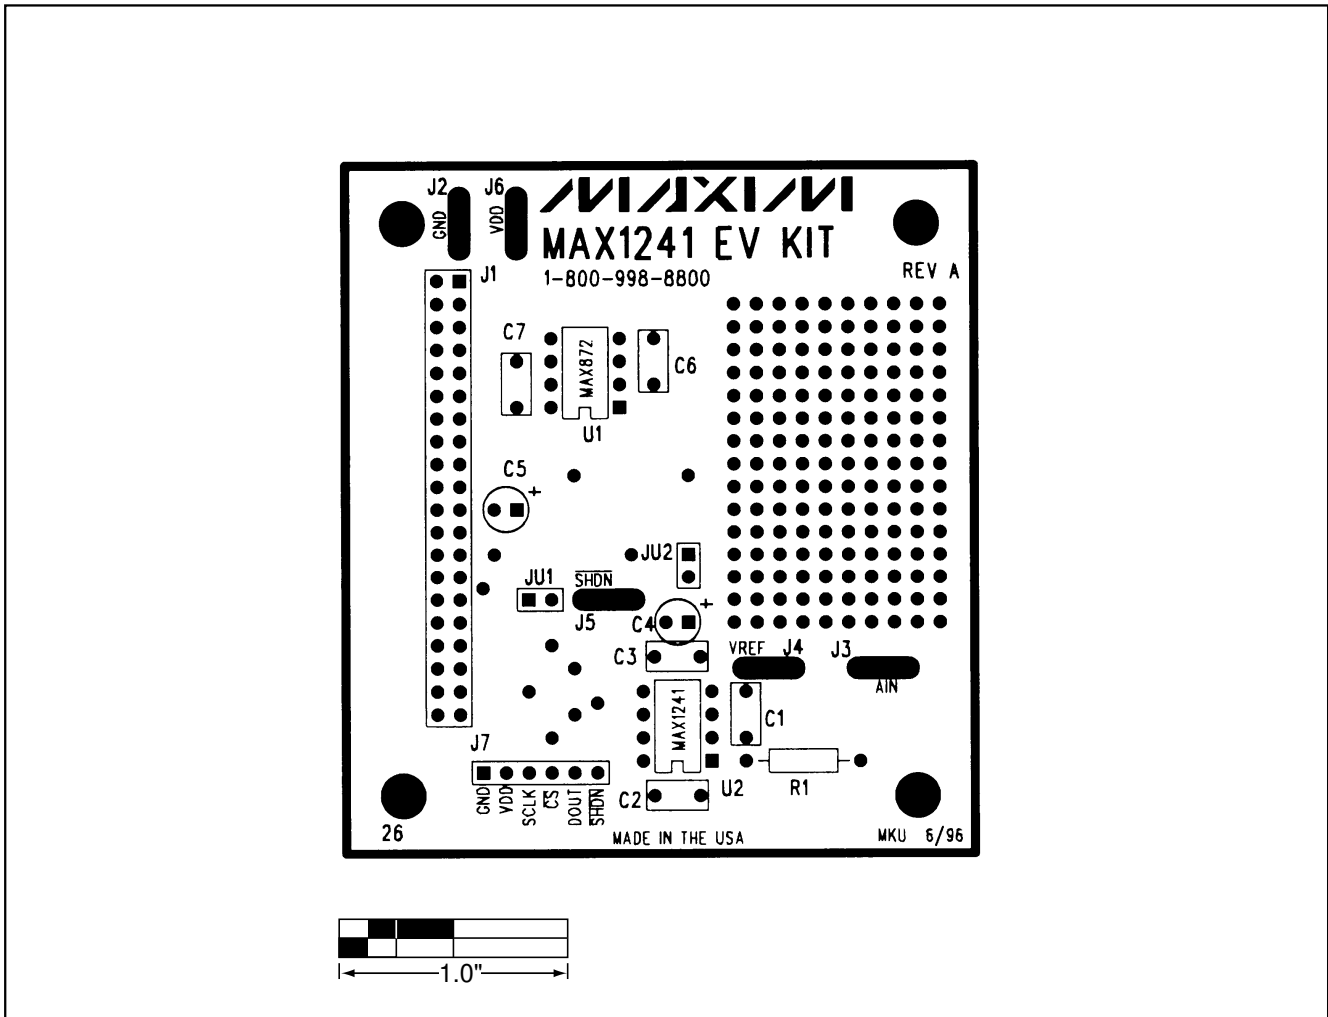 J2 J6 MAXIM
GND VDD
MAX1241 EV KIT
REV A
J1
1-800-998-8800
C7
MAX872
C6
U1
C5
+
JU2
JU1
SHDN
+
J5
C4
C3
VREF J4 J3
AIN
MAX1241
C1
J7
U2
R1
C2
GND VDD SCLK CS DOUT SHDN
26
MADE IN THE USA
MKU 6/96
1.0"